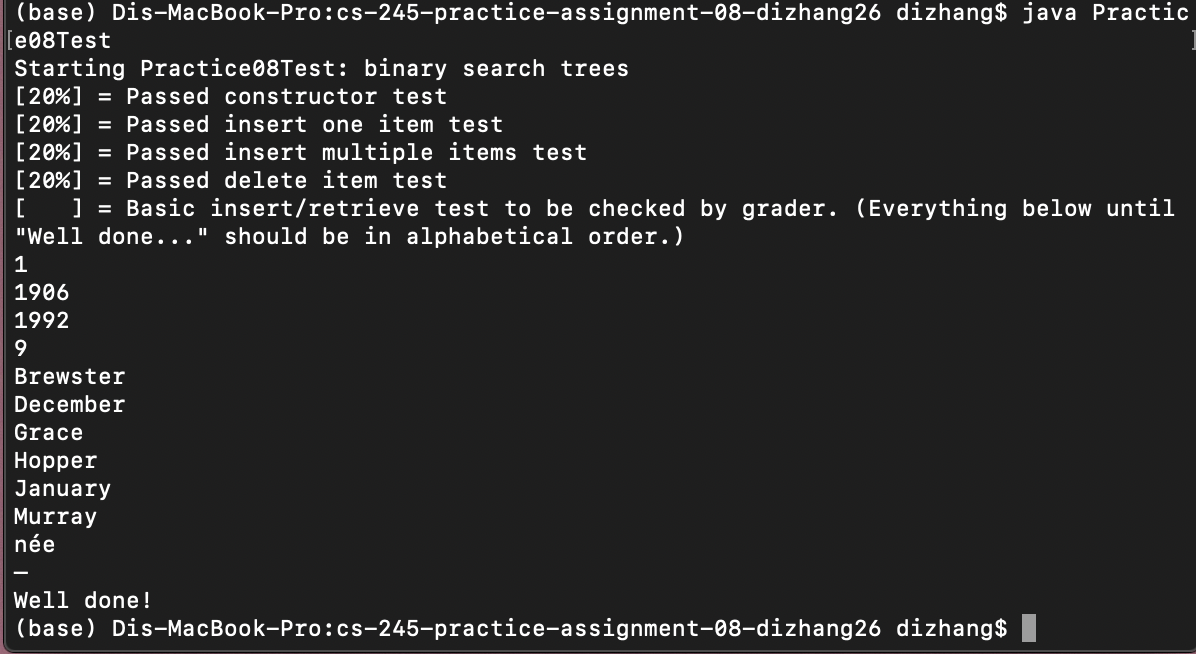 (base) Dis-MacBook-Pro:cs-245-practice-assignment-08-dizhang26 dizhang$ java Practic
[e08Test ]
Starting Practice08Test: binary search trees
[20%] = Passed constructor test
[20%] = Passed insert one item test
[20%] = Passed insert multiple items test
[20%] = Passed delete item test
[   ] = Basic insert/retrieve test to be checked by grader. (Everything below until
"Well done..." should be in alphabetical order.)
1
1906
1992
9
Brewster
December
Grace
Hopper
January
Murray
née
–
Well done!
(base) Dis-MacBook-Pro:cs-245-practice-assignment-08-dizhang26 dizhang$